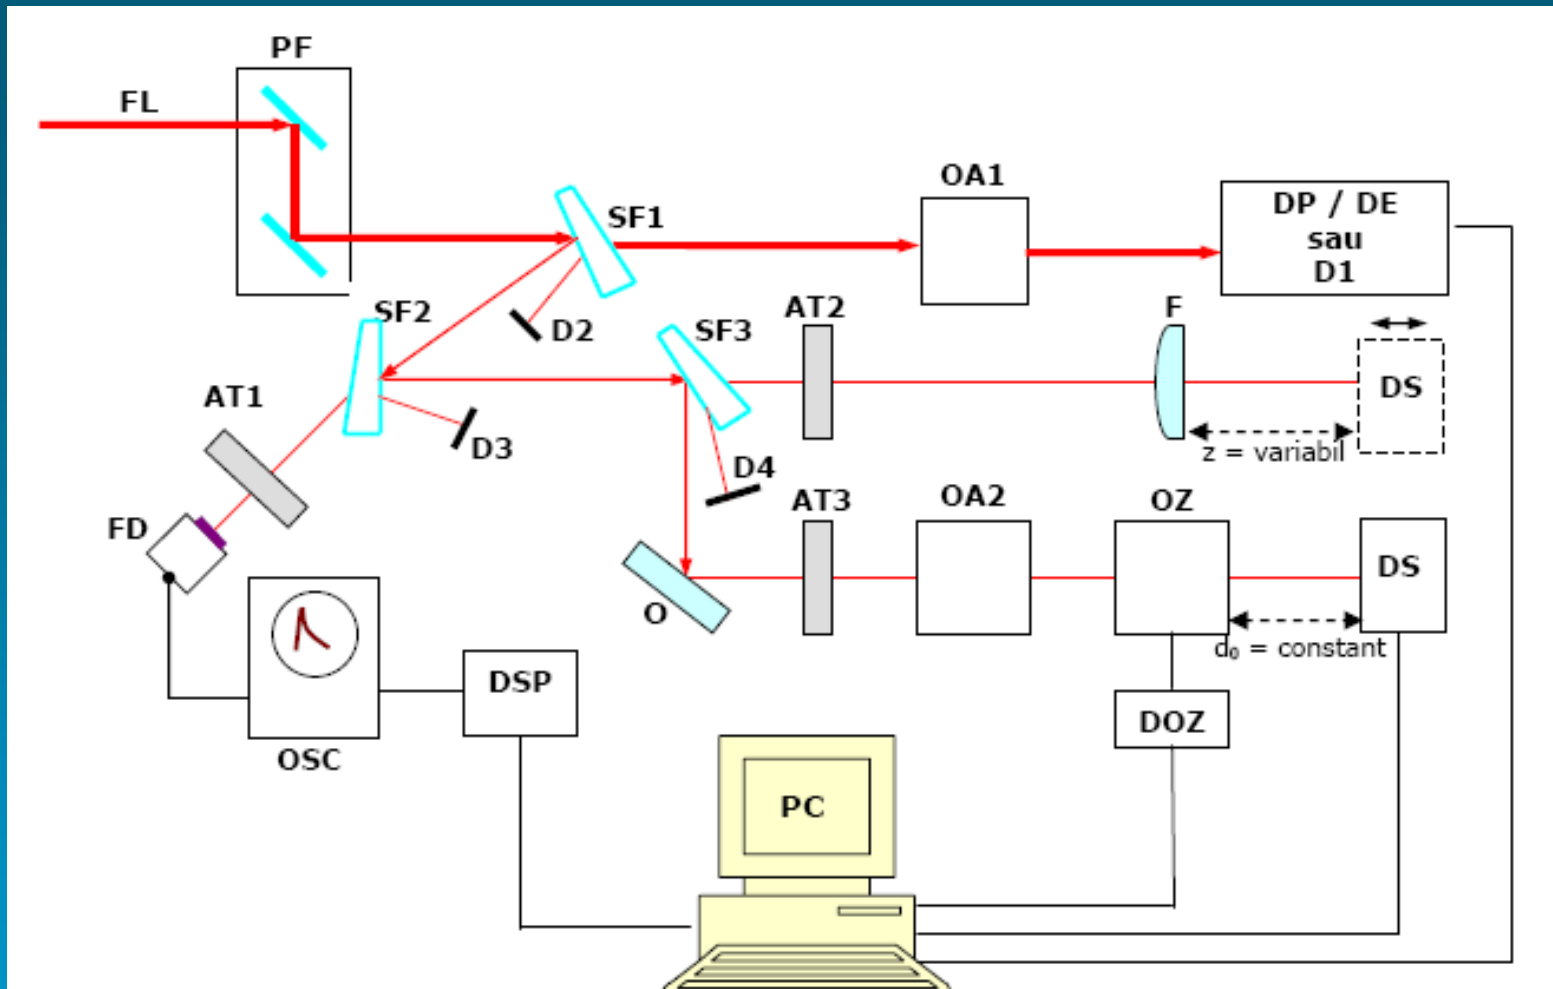 PF
FL
OA1
SF1
DP / DE
sau
D1
SF2
D2
SF3
AT2
F
DS
AT1
D3
z = variabil
D4
AT3
OA2
OZ
DS
FD
O
d₀ = constant
DSP
DOZ
OSC
PC